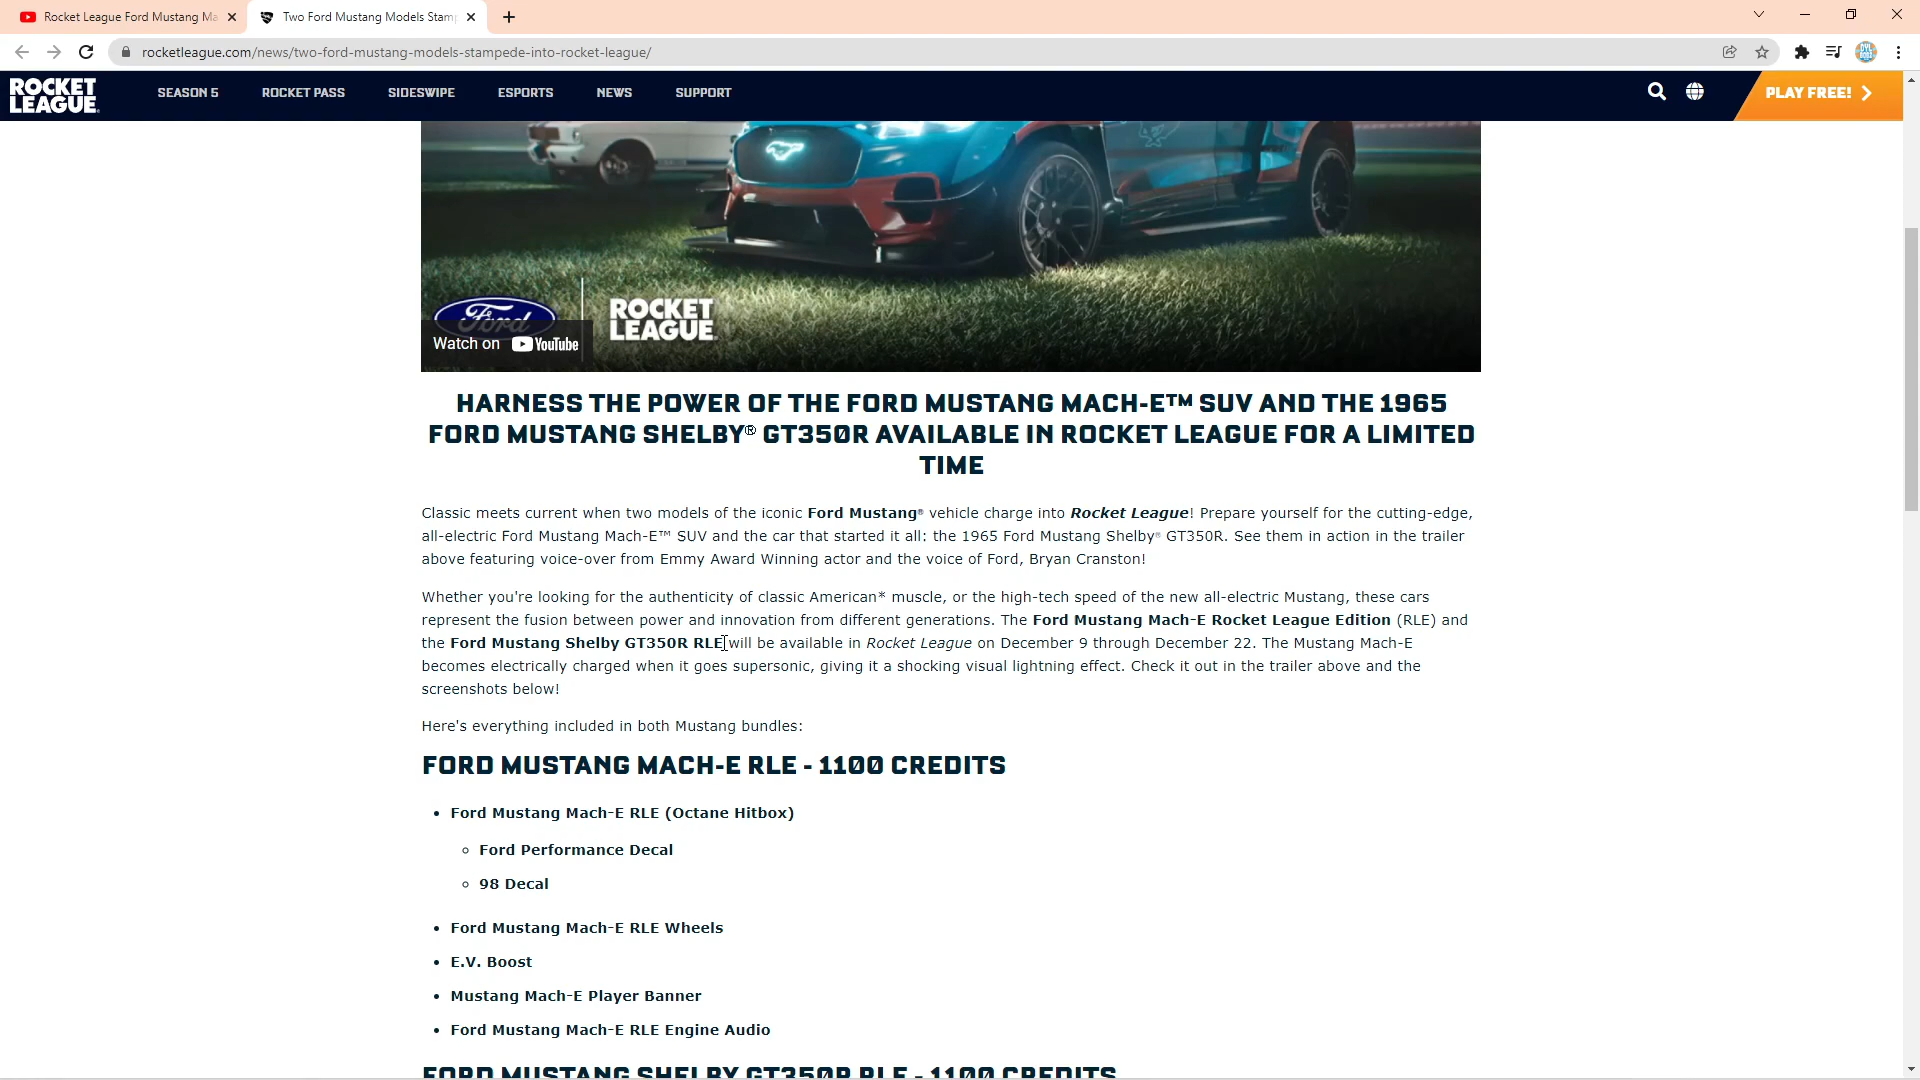 Rocket League Ford Mustang Ma
Two Ford Mustang Models Stamp
rocketleague.com/news/two-ford-mustang-models-stampede-into-rocket-league/
ROCKET
LEAGUE
SEASON 5
ROCKET PASS
SIDESWIPE
ESPORTS
NEWS
SUPPORT
PLAY FREE!
Ford
ROCKET
LEAGUE
Watch on YouTube
HARNESS THE POWER OF THE FORD MUSTANG MACH-E™ SUV AND THE 1965
FORD MUSTANG SHELBY® GT350R AVAILABLE IN ROCKET LEAGUE FOR A LIMITED
TIME
Classic meets current when two models of the iconic Ford Mustang® vehicle charge into Rocket League! Prepare yourself for the cutting-edge,
all-electric Ford Mustang Mach-E™ SUV and the car that started it all: the 1965 Ford Mustang Shelby® GT350R. See them in action in the trailer
above featuring voice-over from Emmy Award Winning actor and the voice of Ford, Bryan Cranston!
Whether you're looking for the authenticity of classic American* muscle, or the high-tech speed of the new all-electric Mustang, these cars
represent the fusion between power and innovation from different generations. The Ford Mustang Mach-E Rocket League Edition (RLE) and
the Ford Mustang Shelby GT350R RLE will be available in Rocket League on December 9 through December 22. The Mustang Mach-E
becomes electrically charged when it goes supersonic, giving it a shocking visual lightning effect. Check it out in the trailer above and the
screenshots below!
Here's everything included in both Mustang bundles:
FORD MUSTANG MACH-E RLE - 1100 CREDITS
• Ford Mustang Mach-E RLE (Octane Hitbox)
◦ Ford Performance Decal
◦ 98 Decal
• Ford Mustang Mach-E RLE Wheels
• E.V. Boost
• Mustang Mach-E Player Banner
• Ford Mustang Mach-E RLE Engine Audio
FORD MUSTANG SHELBY GT350R RLE - 1100 CREDITS